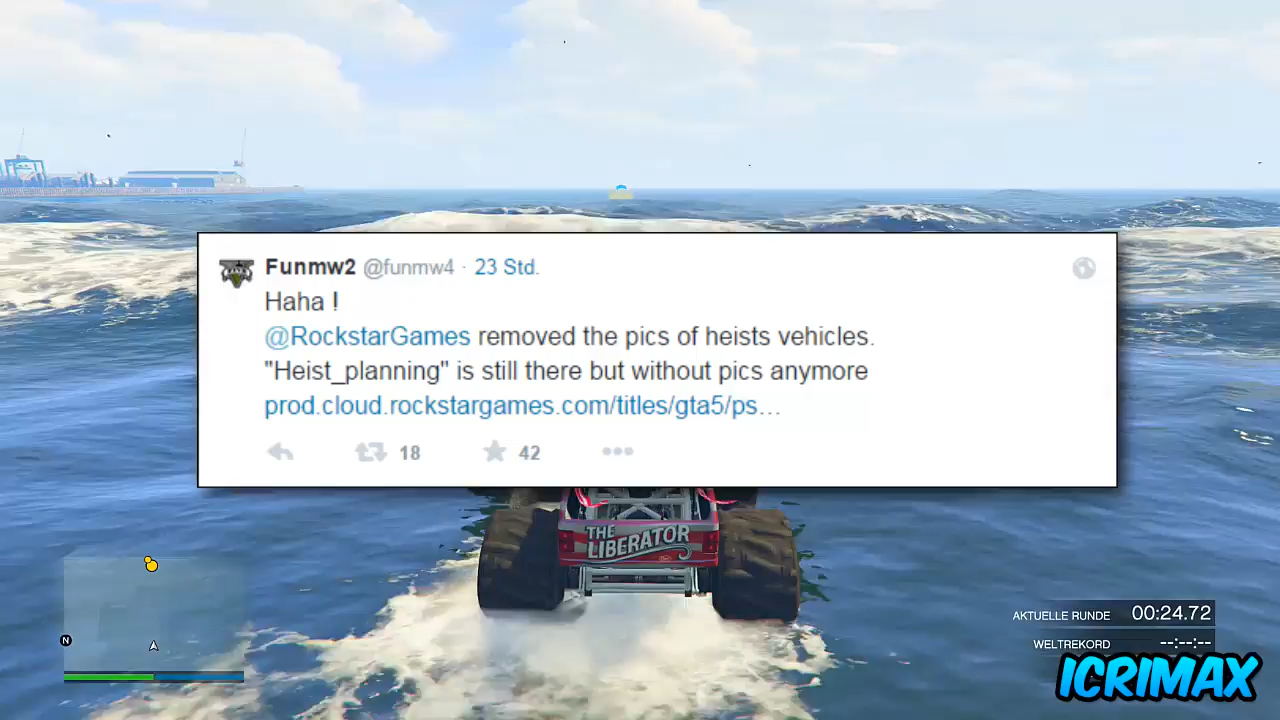 Funmw2 @funmw4 · 23 Std.
Haha !
@RockstarGames removed the pics of heists vehicles.
"Heist_planning" is still there but without pics anymore
prod.cloud.rockstargames.com/titles/gta5/ps…
18 42
THE
LIBERATOR
N
AKTUELLE RUNDE 00:24.72
WELTREKORD --:--:--
ICRIMAX